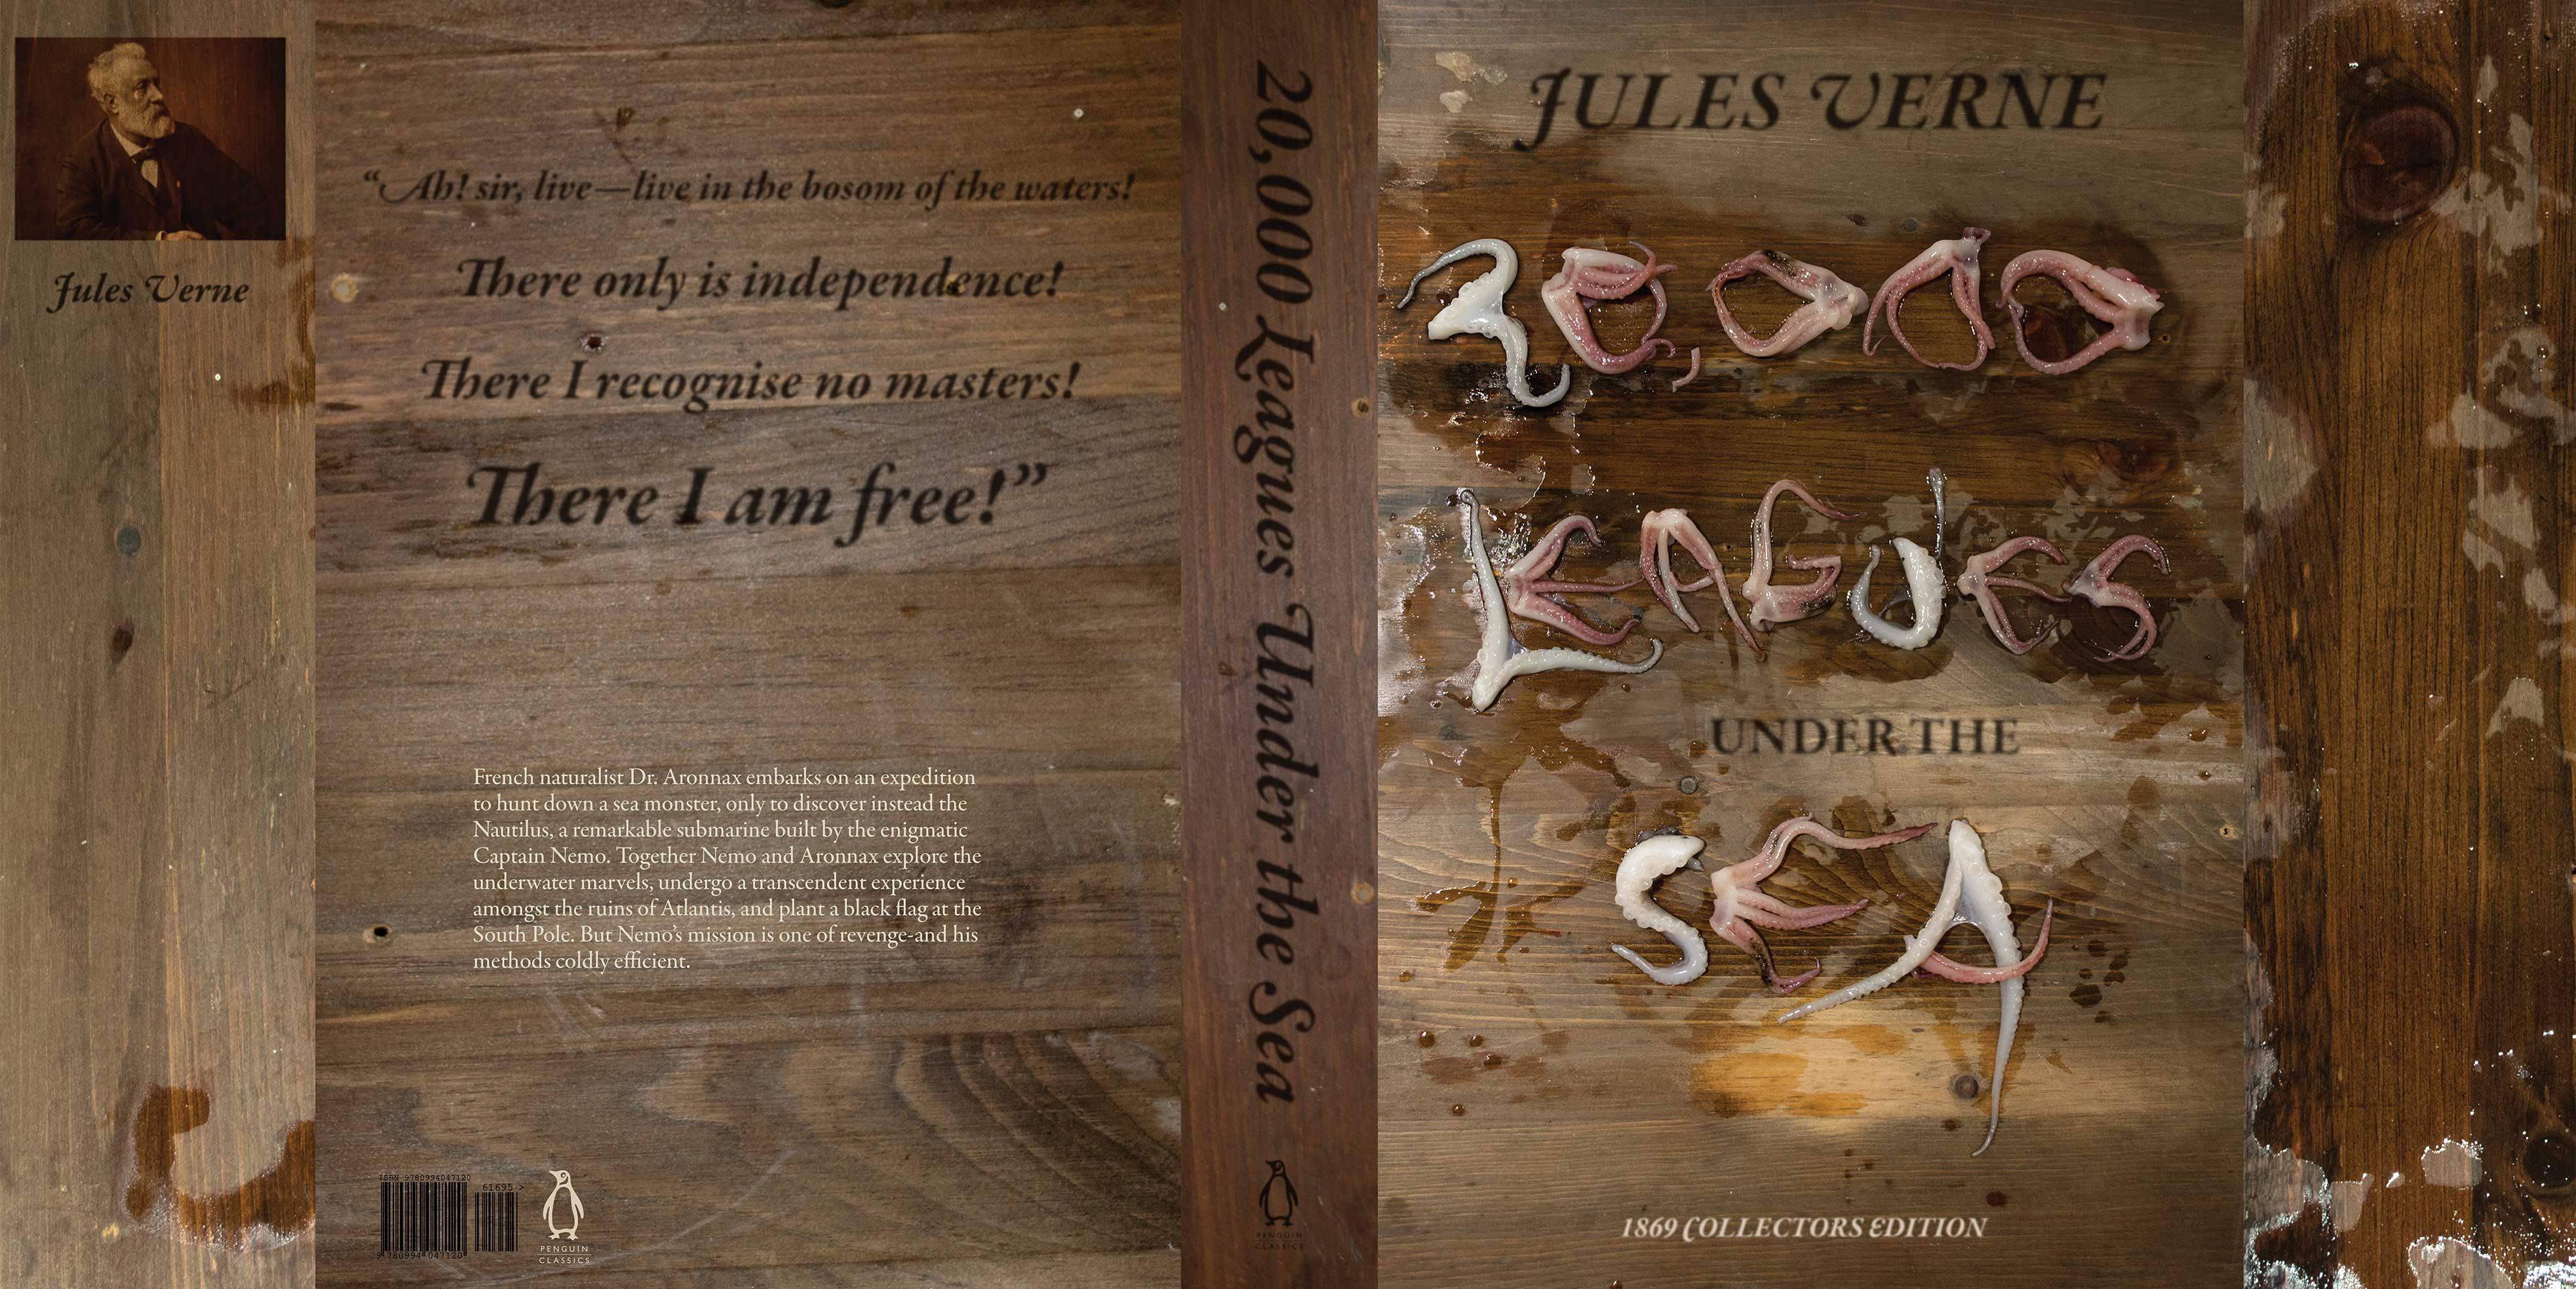 Jules Verne
“Ah! sir, live—live in the bosom of the waters!
There only is independence!
There I recognise no masters!
There I am free!”
French naturalist Dr. Aronnax embarks on an expedition
to hunt down a sea monster, only to discover instead the
Nautilus, a remarkable submarine built by the enigmatic
Captain Nemo. Together Nemo and Aronnax explore the
underwater marvels, undergo a transcendent experience
amongst the ruins of Atlantis, and plant a black flag at the
South Pole. But Nemo’s mission is one of revenge-and his
methods coldly efficient.
ISBN 9780994047120
61695 >
9 780994 047120
PENGUIN
CLASSICS
20,000 Leagues Under the Sea
PENGUIN
CLASSICS
JULES VERNE
20000
LEAGUES
UNDER THE
SEA
1869 COLLECTORS EDITION